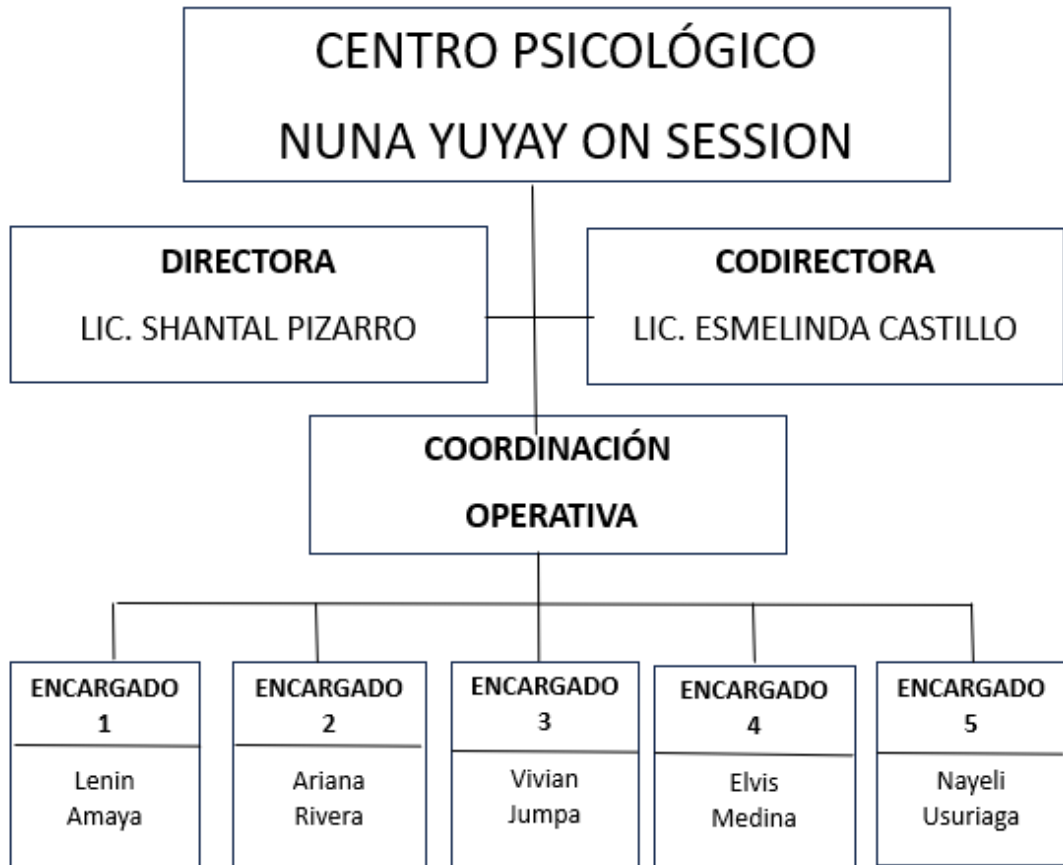 CENTRO PSICOLÓGICO
NUNA YUYAY ON SESSION
DIRECTORA
LIC. SHANTAL PIZARRO
CODIRECTORA
LIC. ESMELINDA CASTILLO
COORDINACIÓN
OPERATIVA
ENCARGADO
1
Lenin
Amaya
ENCARGADO
2
Ariana
Rivera
ENCARGADO
3
Vivian
Jumpa
ENCARGADO
4
Elvis
Medina
ENCARGADO
5
Nayeli
Usuriaga